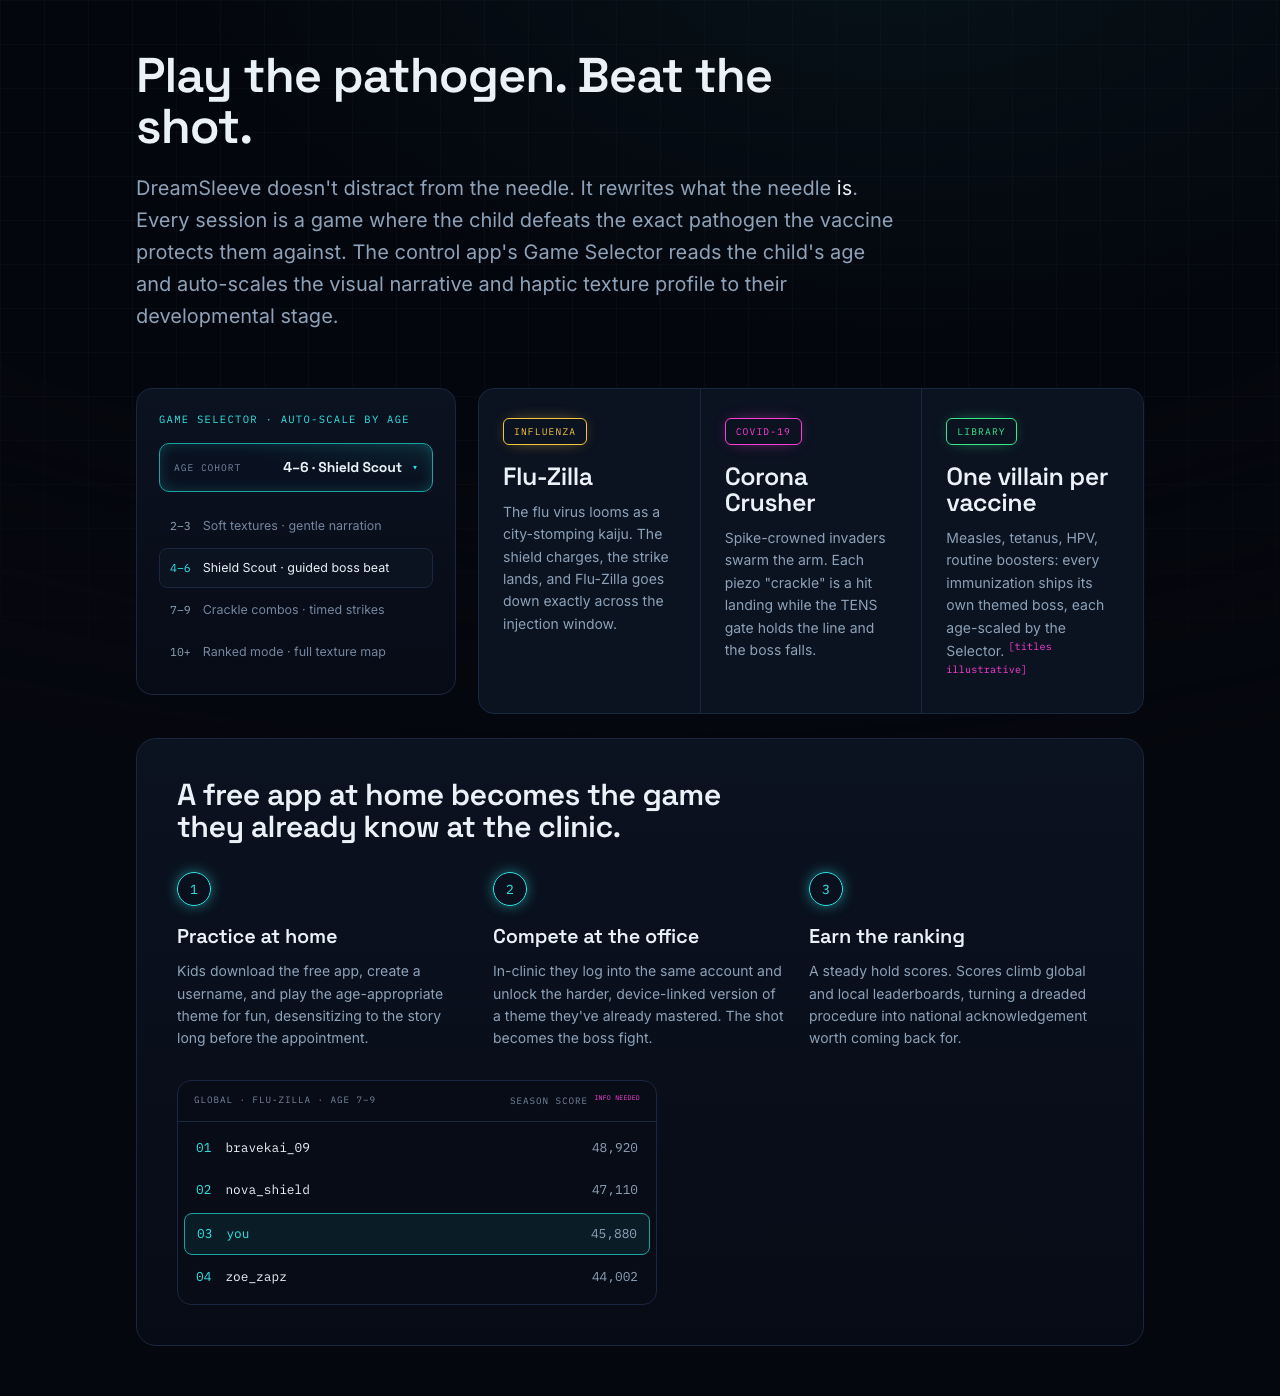 Play the pathogen. Beat the
shot.
DreamSleeve doesn't distract from the needle. It rewrites what the needle is.
Every session is a game where the child defeats the exact pathogen the vaccine
protects them against. The control app's Game Selector reads the child's age
and auto-scales the visual narrative and haptic texture profile to their
developmental stage.
GAME SELECTOR · AUTO-SCALE BY AGE
AGE COHORT 4–6 · Shield Scout ▾
2–3 Soft textures · gentle narration
4–6 Shield Scout · guided boss beat
7–9 Crackle combos · timed strikes
10+ Ranked mode · full texture map
INFLUENZA
Flu-Zilla
The flu virus looms as a
city-stomping kaiju. The
shield charges, the strike
lands, and Flu-Zilla goes
down exactly across the
injection window.
COVID-19
Corona
Crusher
Spike-crowned invaders
swarm the arm. Each
piezo "crackle" is a hit
landing while the TENS
gate holds the line and
the boss falls.
LIBRARY
One villain per
vaccine
Measles, tetanus, HPV,
routine boosters: every
immunization ships its
own themed boss, each
age-scaled by the
Selector. [titles
illustrative]
A free app at home becomes the game
they already know at the clinic.
1
Practice at home
Kids download the free app, create a
username, and play the age-appropriate
theme for fun, desensitizing to the story
long before the appointment.
2
Compete at the office
In-clinic they log into the same account and
unlock the harder, device-linked version of
a theme they've already mastered. The shot
becomes the boss fight.
3
Earn the ranking
A steady hold scores. Scores climb global
and local leaderboards, turning a dreaded
procedure into national acknowledgement
worth coming back for.
GLOBAL · FLU-ZILLA · AGE 7–9 SEASON SCORE INFO NEEDED
01 bravekai_09 48,920
02 nova_shield 47,110
03 you 45,880
04 zoe_zapz 44,002